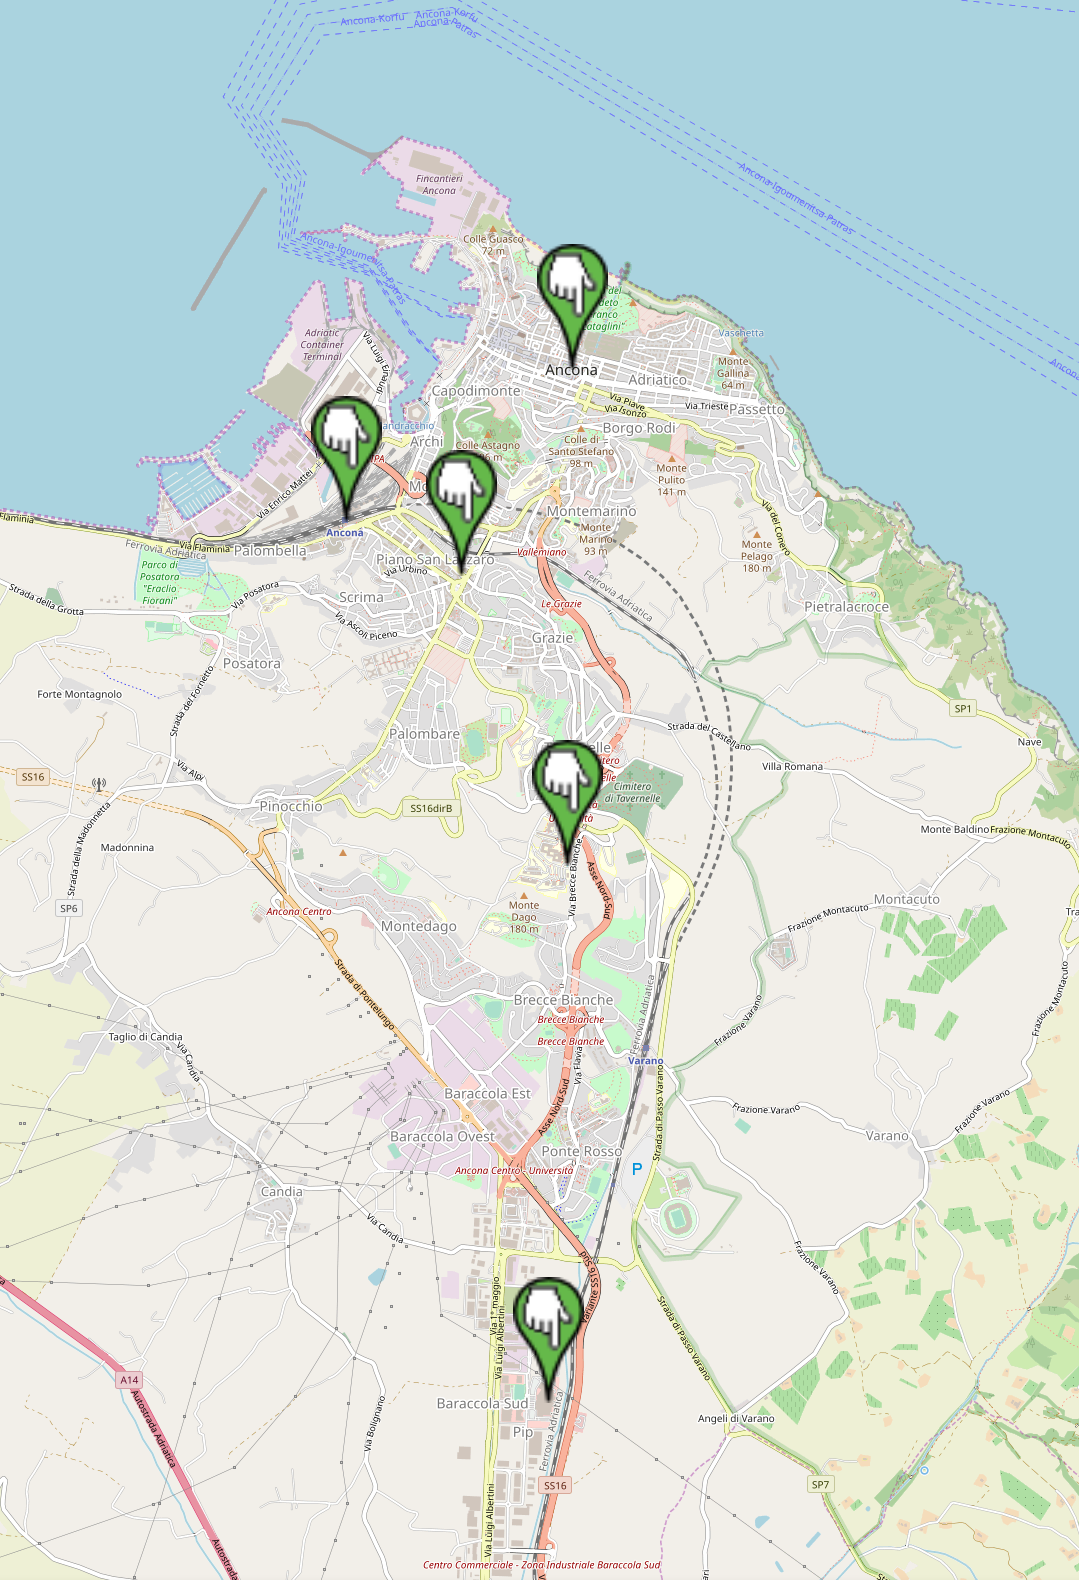 Ancona-Korfu
Ancona-Korfu
Ancona-Patras
Ancona-Igoumenitsa-Patras
Fincantieri
Ancona
Colle Guasco
72 m
Ancona-Igoumenitsa-Patras
Adriatic
Container
Terminal
Vaschetta
Monte
Gallina
64 m
Ancona
Adriatico
Capodimonte
Via Piave
Via Isonzo
Via Trieste
Passetto
Borgo Rodi
Archi
Colle Astagno
Colle di
Santo Stefano
98 m
Monte
Pulito
141 m
Via Enrico Mattei
Montemarino
Monte
Marino
93 m
Via del Conero
Monte
Pelago
180 m
Flaminia
Via Flaminia
Ancona
Ferrovia Adriatica
Palombella
Vallemiano
Piano San Lazzaro
Via Urbino
Parco di
Posatora
"Eraclio
Fiorani"
Ferrovia Adriatica
Strada della Grotta
Via Posatora
Scrima
Le Grazie
Pietralacroce
Via Ascoli Piceno
Grazie
Posatora
Forte Montagnolo
Strada del Fornetto
SP1
Palombare
Strada del Castellano
Nave
SS16
Via Alpi
Villa Romana
Cimitero
di Tavernelle
Pinocchio
SS16dirB
Strada della Madonnetta
Madonnina
Monte Baldino
Frazione Montacuto
Via Brecce Bianche
Asse Nord-Sud
SP6
Ancona Centro
Monte
Dago
180 m
Montacuto
Frazione Montacuto
Montedago
Strada di Pontelungo
Brecce Bianche
Ferrovia Adriatica
Frazione Varano
Frazione Montacuto
Brecce Bianche
Brecce Bianche
Taglio di Candia
Via Candia
Via Flavia
Varano
Baraccola Est
Asse Nord-Sud
Strada di Passo Varano
Frazione Varano
Frazione Varano
Baraccola Ovest
Varano
Ponte Rosso
Ancona Centro - Università
P
Candia
Via Candia
Frazione Varano
Variante SS 16 Sud
Via 1° maggio
Via Luigi Albertini
Strada di Passo Varano
A14
Autostrada Adriatica
Baraccola Sud
Via Bolignano
Ferrovia Adriatica
Angeli di Varano
Pip
SS16
SP7
Via Luigi Albertini
Autostrada
Centro Commerciale - Zona Industriale Baraccola Sud